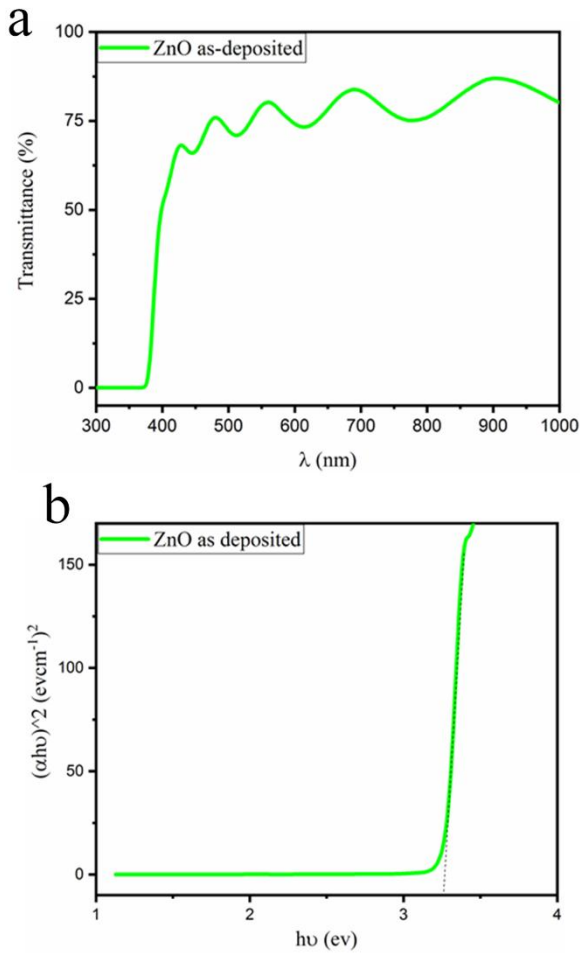 a
ZnO as-deposited
100
75
50
25
0
Transmittance (%)
300 400 500 600 700 800 900 1000
λ (nm)
b
ZnO as deposited
150
100
50
0
(αhυ)^2 (evcm⁻¹)²
1 2 3 4
hυ (ev)